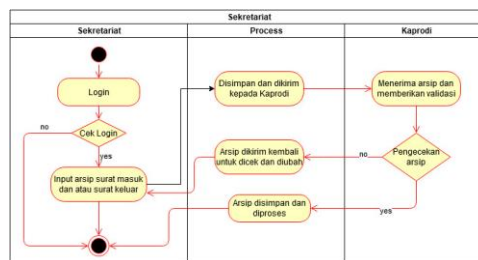 Sekretariat
Sekretariat
Process
Kaprodi
Login
Cek Login
no
yes
Input arsip surat masuk
dan atau surat keluar
Disimpan dan dikirim
kepada Kaprodi
Menerima arsip dan
memberikan validasi
Pengecekan
arsip
no
yes
Arsip dikirim kembali
untuk dicek dan diubah
Arsip disimpan dan
diproses